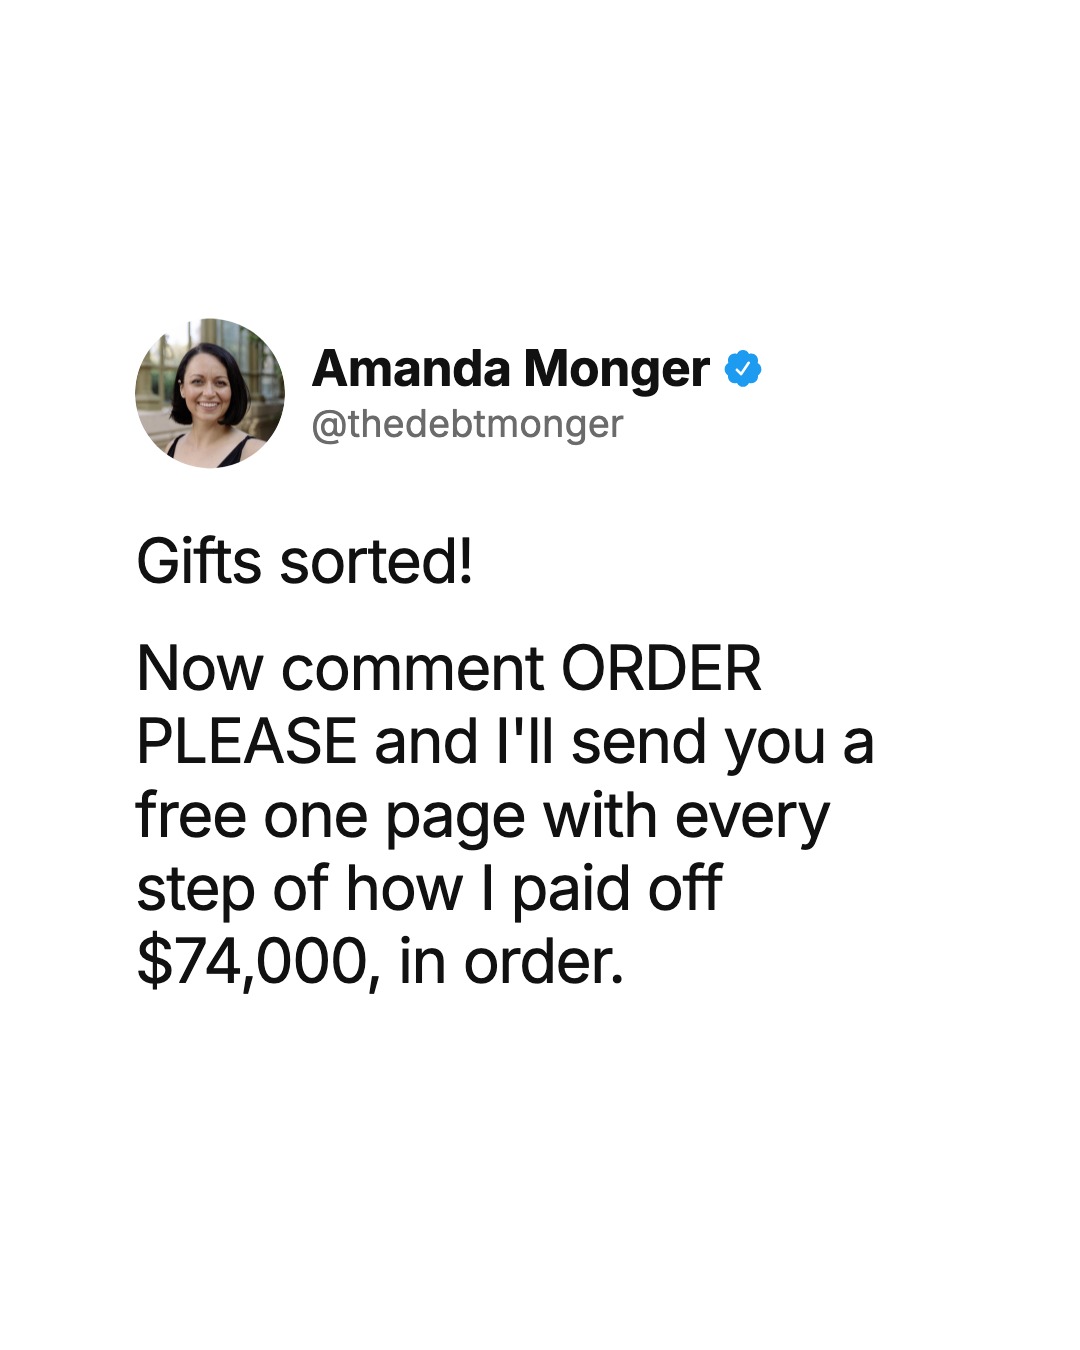 Amanda Monger
@thedebtmonger
Gifts sorted!
Now comment ORDER
PLEASE and I'll send you a
free one page with every
step of how I paid off
$74,000, in order.